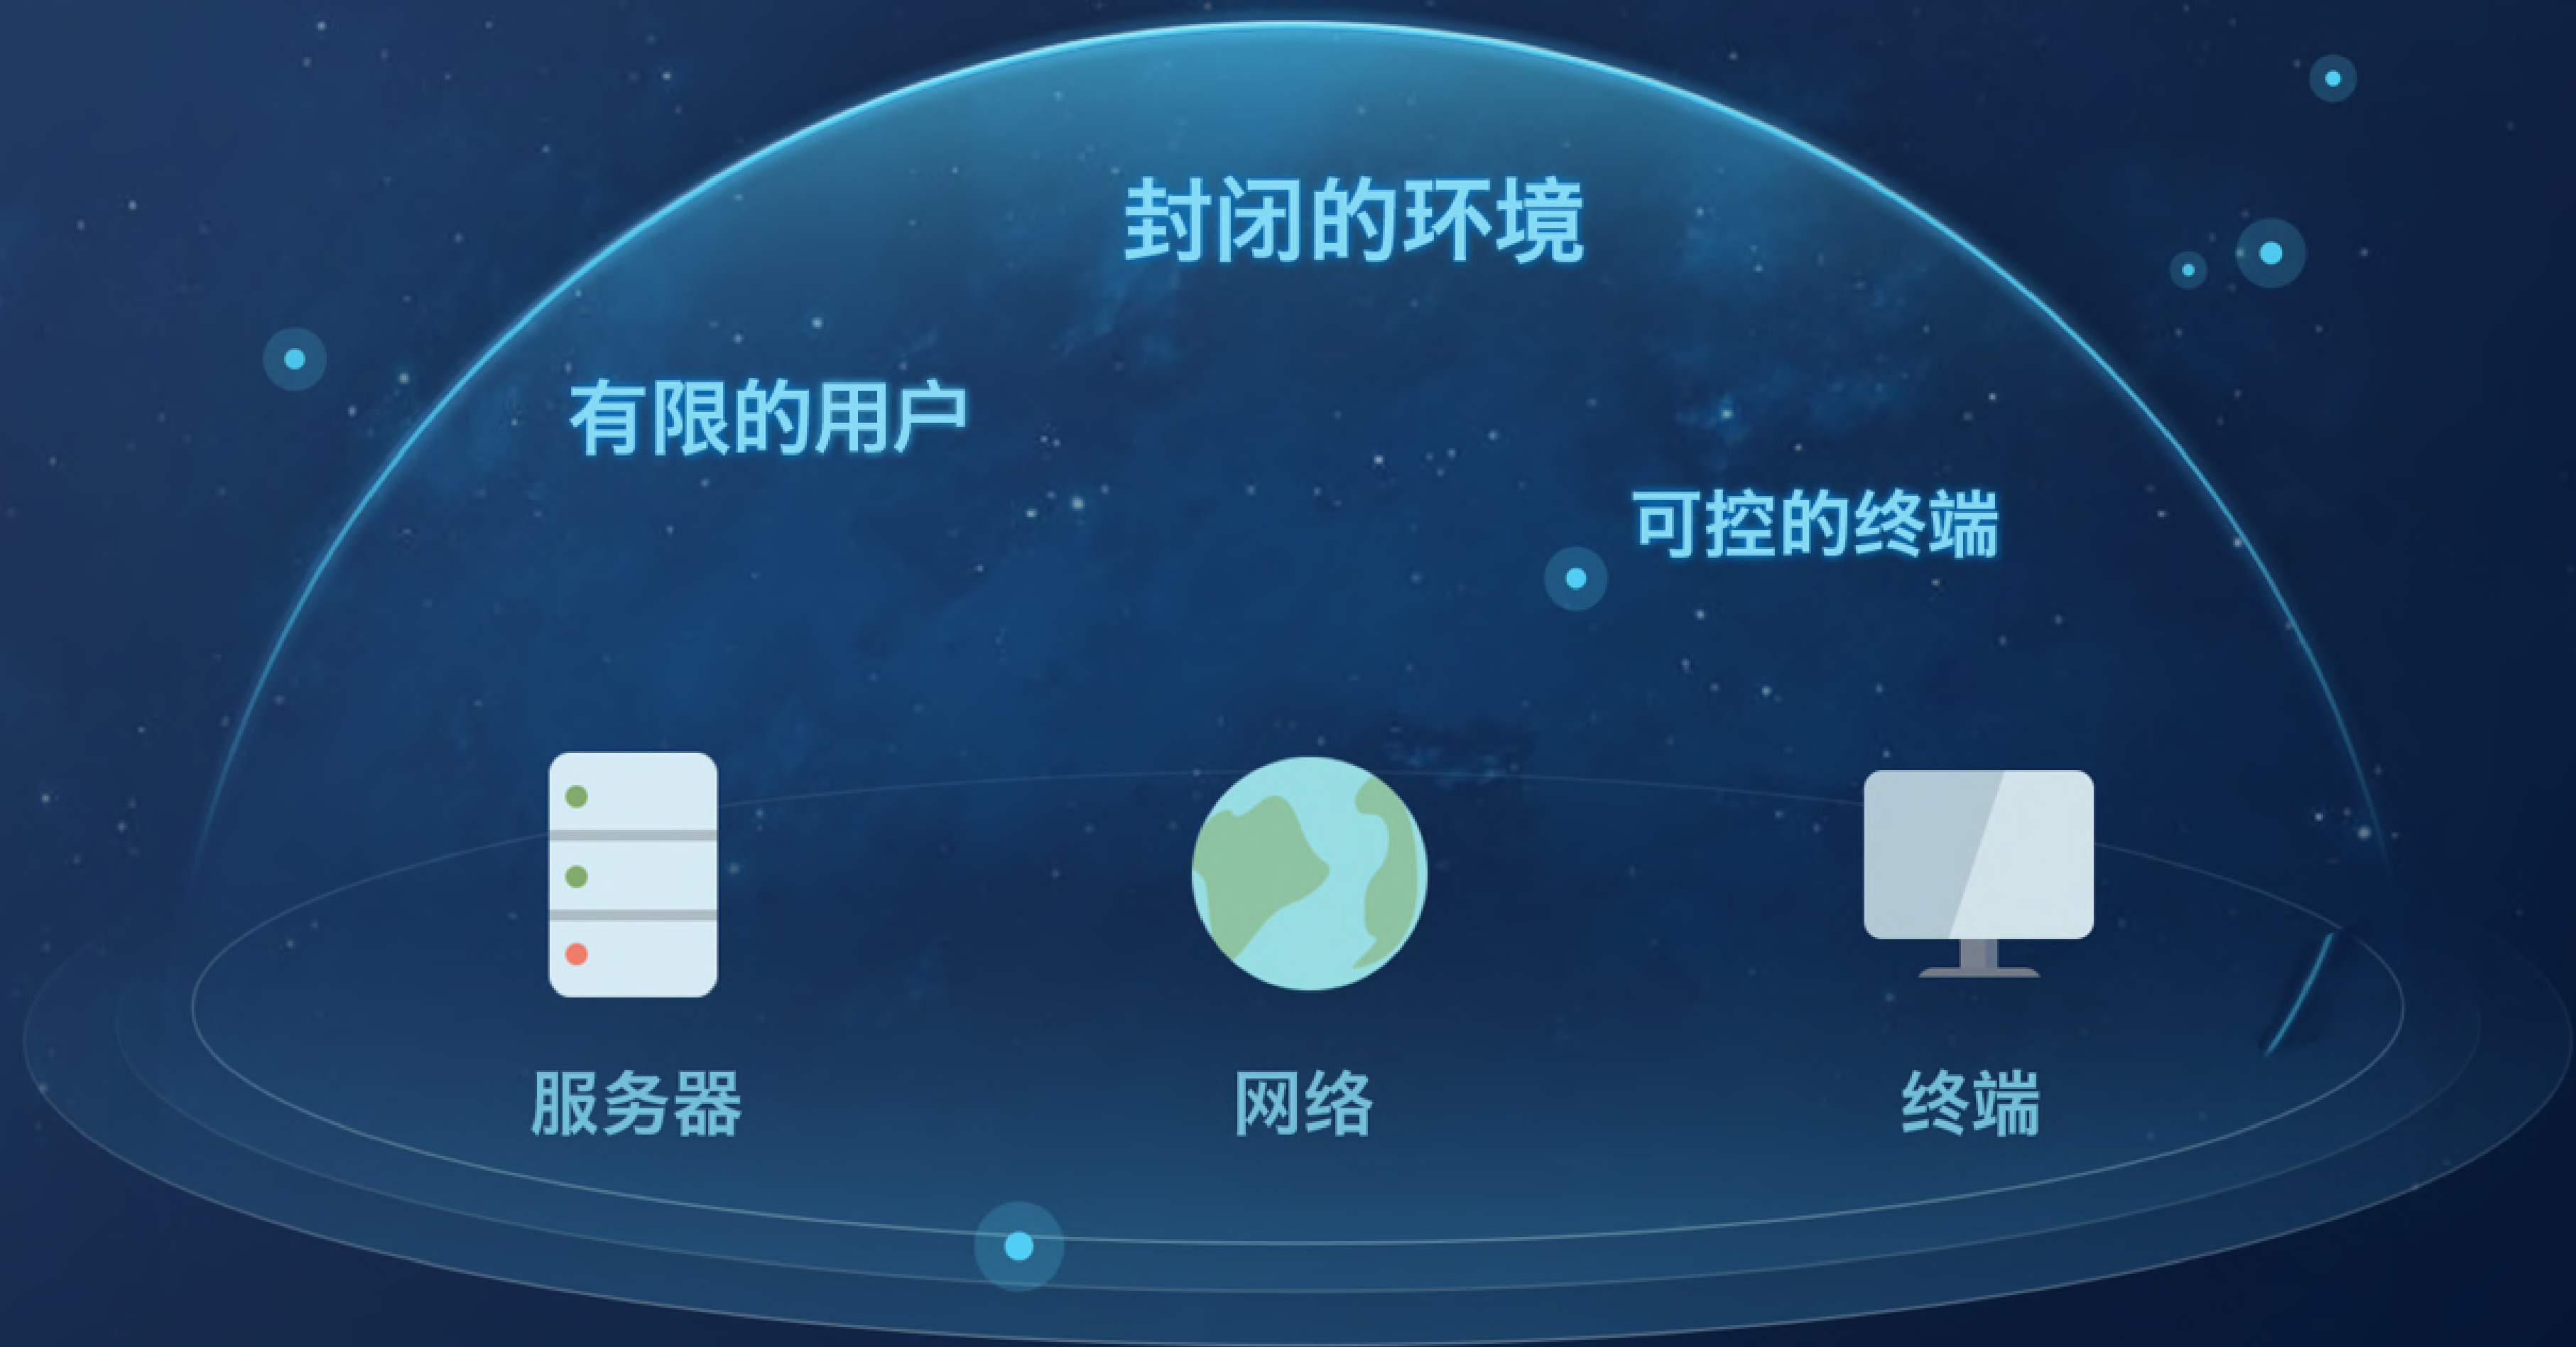 封闭的环境
有限的用户
可控的终端
服务器
网络
终端